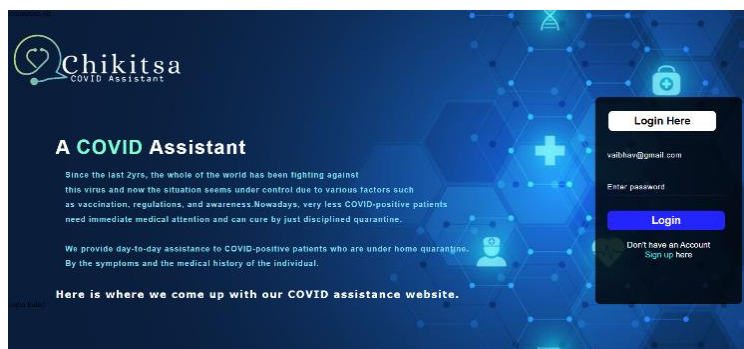 Chikitsa
COVID Assistant
A COVID Assistant
Since the last 2yrs, the whole of the world has been fighting against
this virus and now the situation seems under control due to various factors such
as vaccination, regulations, and awareness.Nowadays, very less COVID-positive patients
need immediate medical attention and can cure by just disciplined quarantine.
We provide day-to-day assistance to COVID-positive patients who are under home quarantine.
By the symptoms and the medical history of the individual.
Here is where we come up with our COVID assistance website.
Login Here
vaibhav@gmail.com
Enter password
Login
Don't have an Account
Sign up here